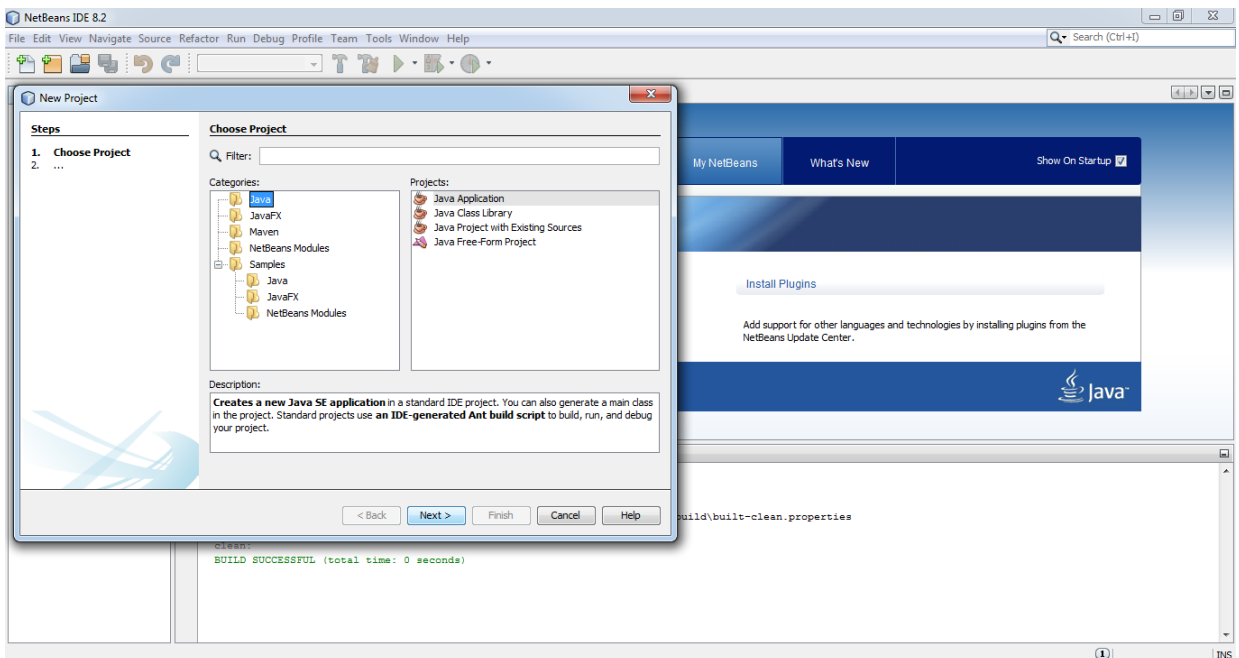 NetBeans IDE 8.2
File Edit View Navigate Source Refactor Run Debug Profile Team Tools Window Help
Search (Ctrl+I)
New Project
Steps
1. Choose Project
2. ...
Choose Project
Filter:
Categories:
Java
JavaFX
Maven
NetBeans Modules
Samples
Java
JavaFX
NetBeans Modules
Projects:
Java Application
Java Class Library
Java Project with Existing Sources
Java Free-Form Project
Description:
Creates a new Java SE application in a standard IDE project. You can also generate a main class
in the project. Standard projects use an IDE-generated Ant build script to build, run, and debug
your project.
< Back Next > Finish Cancel Help
My NetBeans What's New Show On Startup
Install Plugins
Add support for other languages and technologies by installing plugins from the
NetBeans Update Center.
Java
build\built-clean.properties
clean:
BUILD SUCCESSFUL (total time: 0 seconds)
1 INS